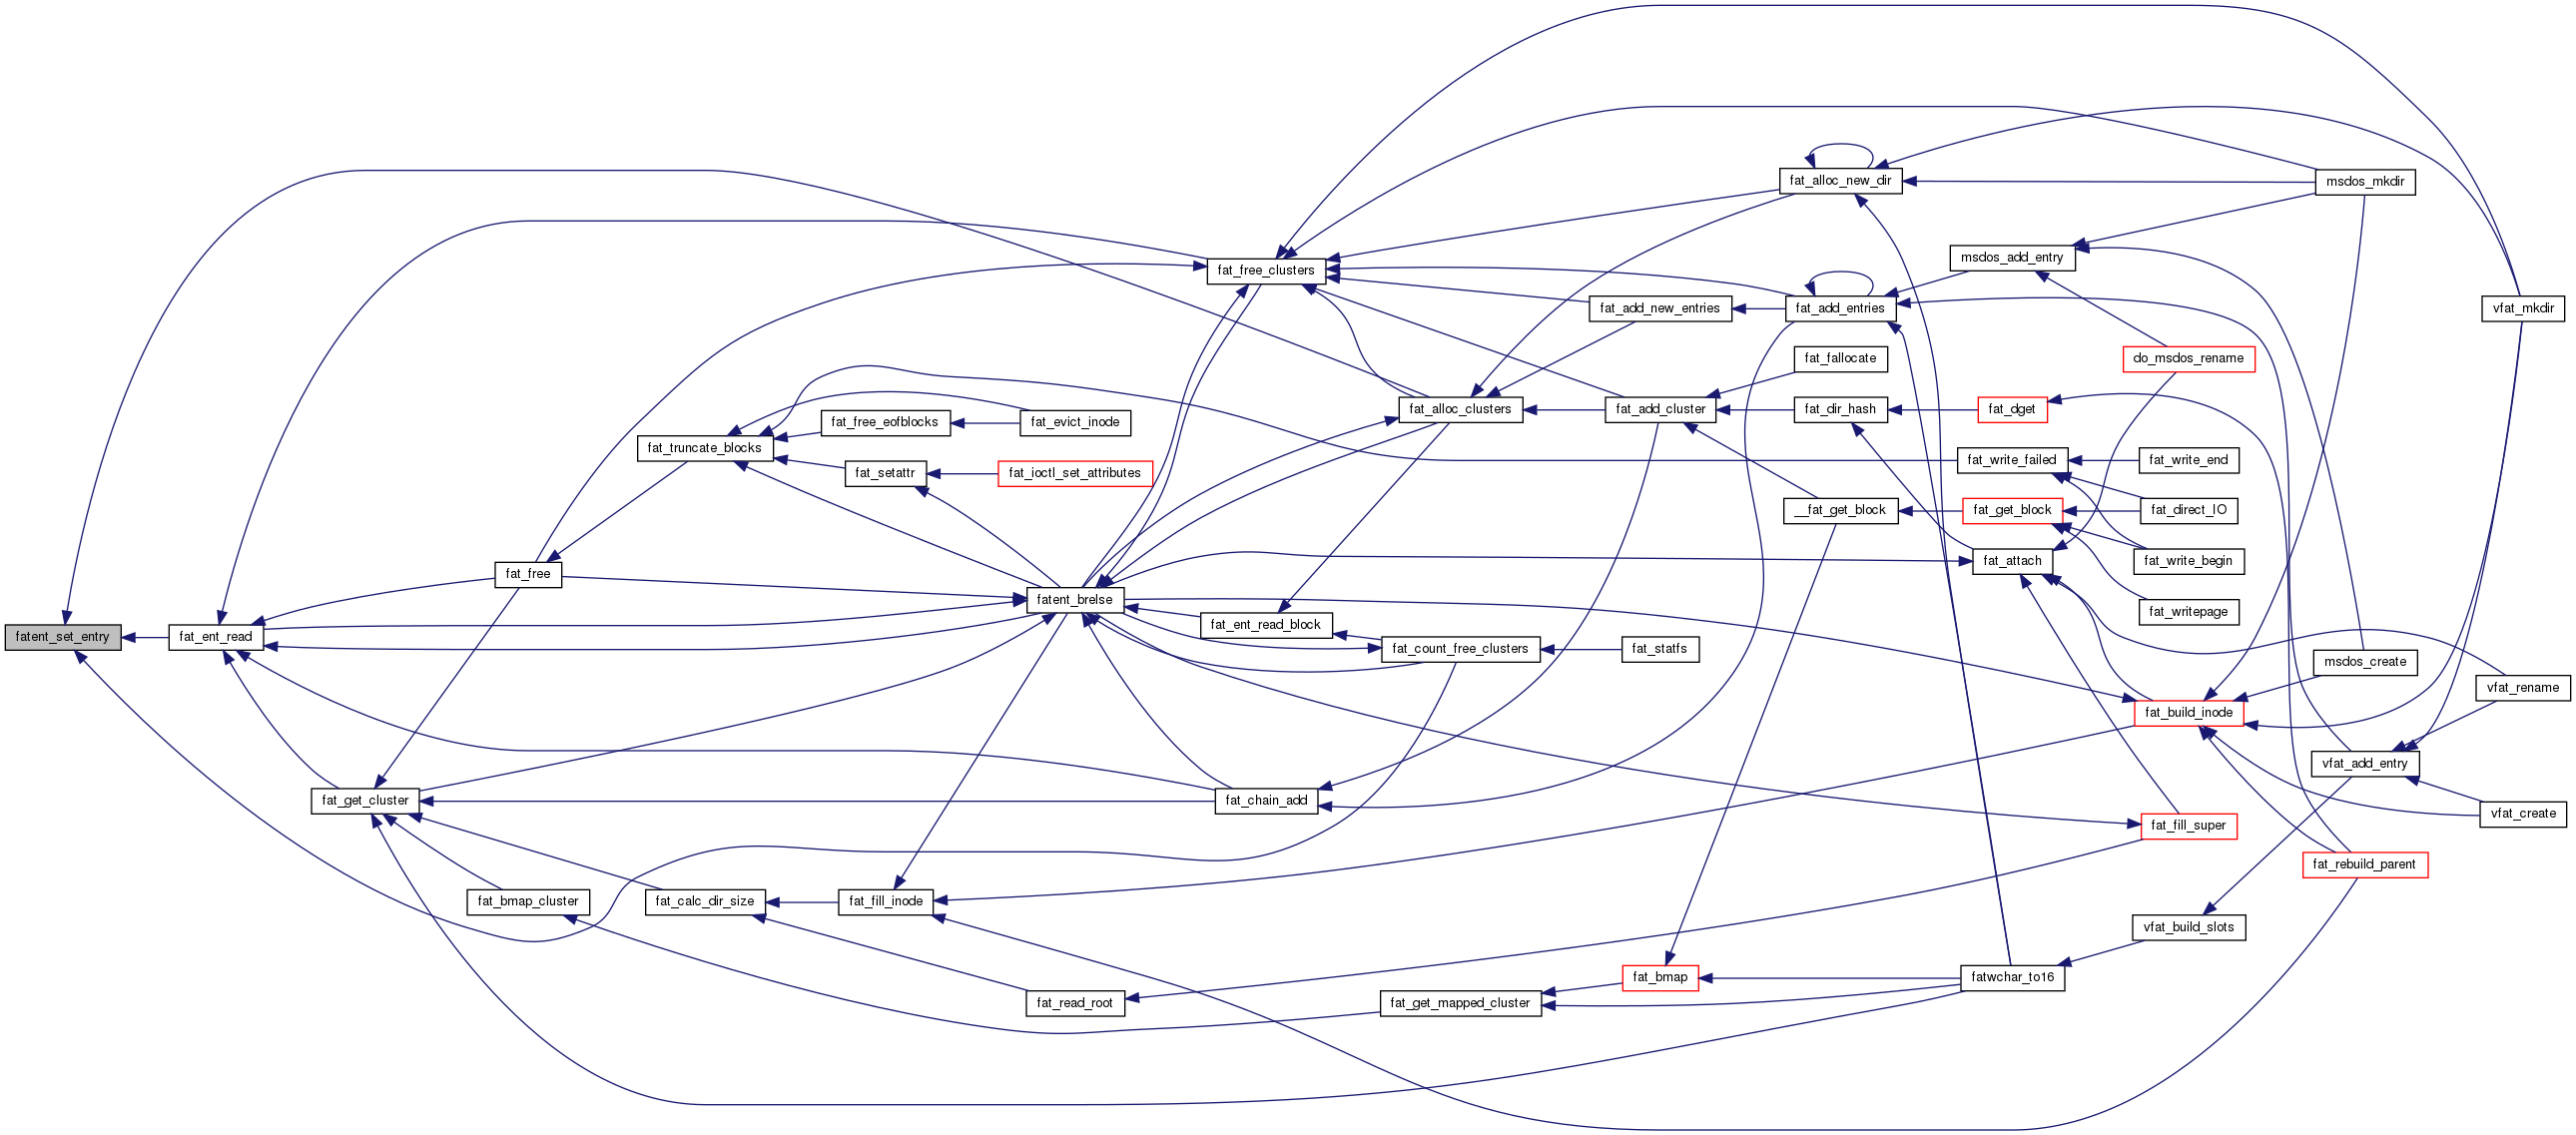 fat_alloc_new_dir
msdos_mkdir
msdos_add_entry
fat_free_clusters
fat_add_new_entries
fat_add_entries
vfat_mkdir
fat_fallocate
do_msdos_rename
fat_alloc_clusters
fat_add_cluster
fat_dir_hash
fat_dget
fat_free_eofblocks
fat_evict_inode
fat_truncate_blocks
fat_write_failed
fat_write_end
fat_setattr
fat_ioctl_set_attributes
__fat_get_block
fat_get_block
fat_direct_IO
fat_attach
fat_write_begin
fat_free
fatent_brelse
fat_writepage
fat_ent_read_block
fatent_set_entry
fat_ent_read
fat_count_free_clusters
fat_statfs
msdos_create
vfat_rename
fat_build_inode
vfat_add_entry
fat_get_cluster
fat_chain_add
vfat_create
fat_fill_super
fat_rebuild_parent
fat_bmap_cluster
fat_calc_dir_size
fat_fill_inode
vfat_build_slots
fat_bmap
fatwchar_to16
fat_read_root
fat_get_mapped_cluster